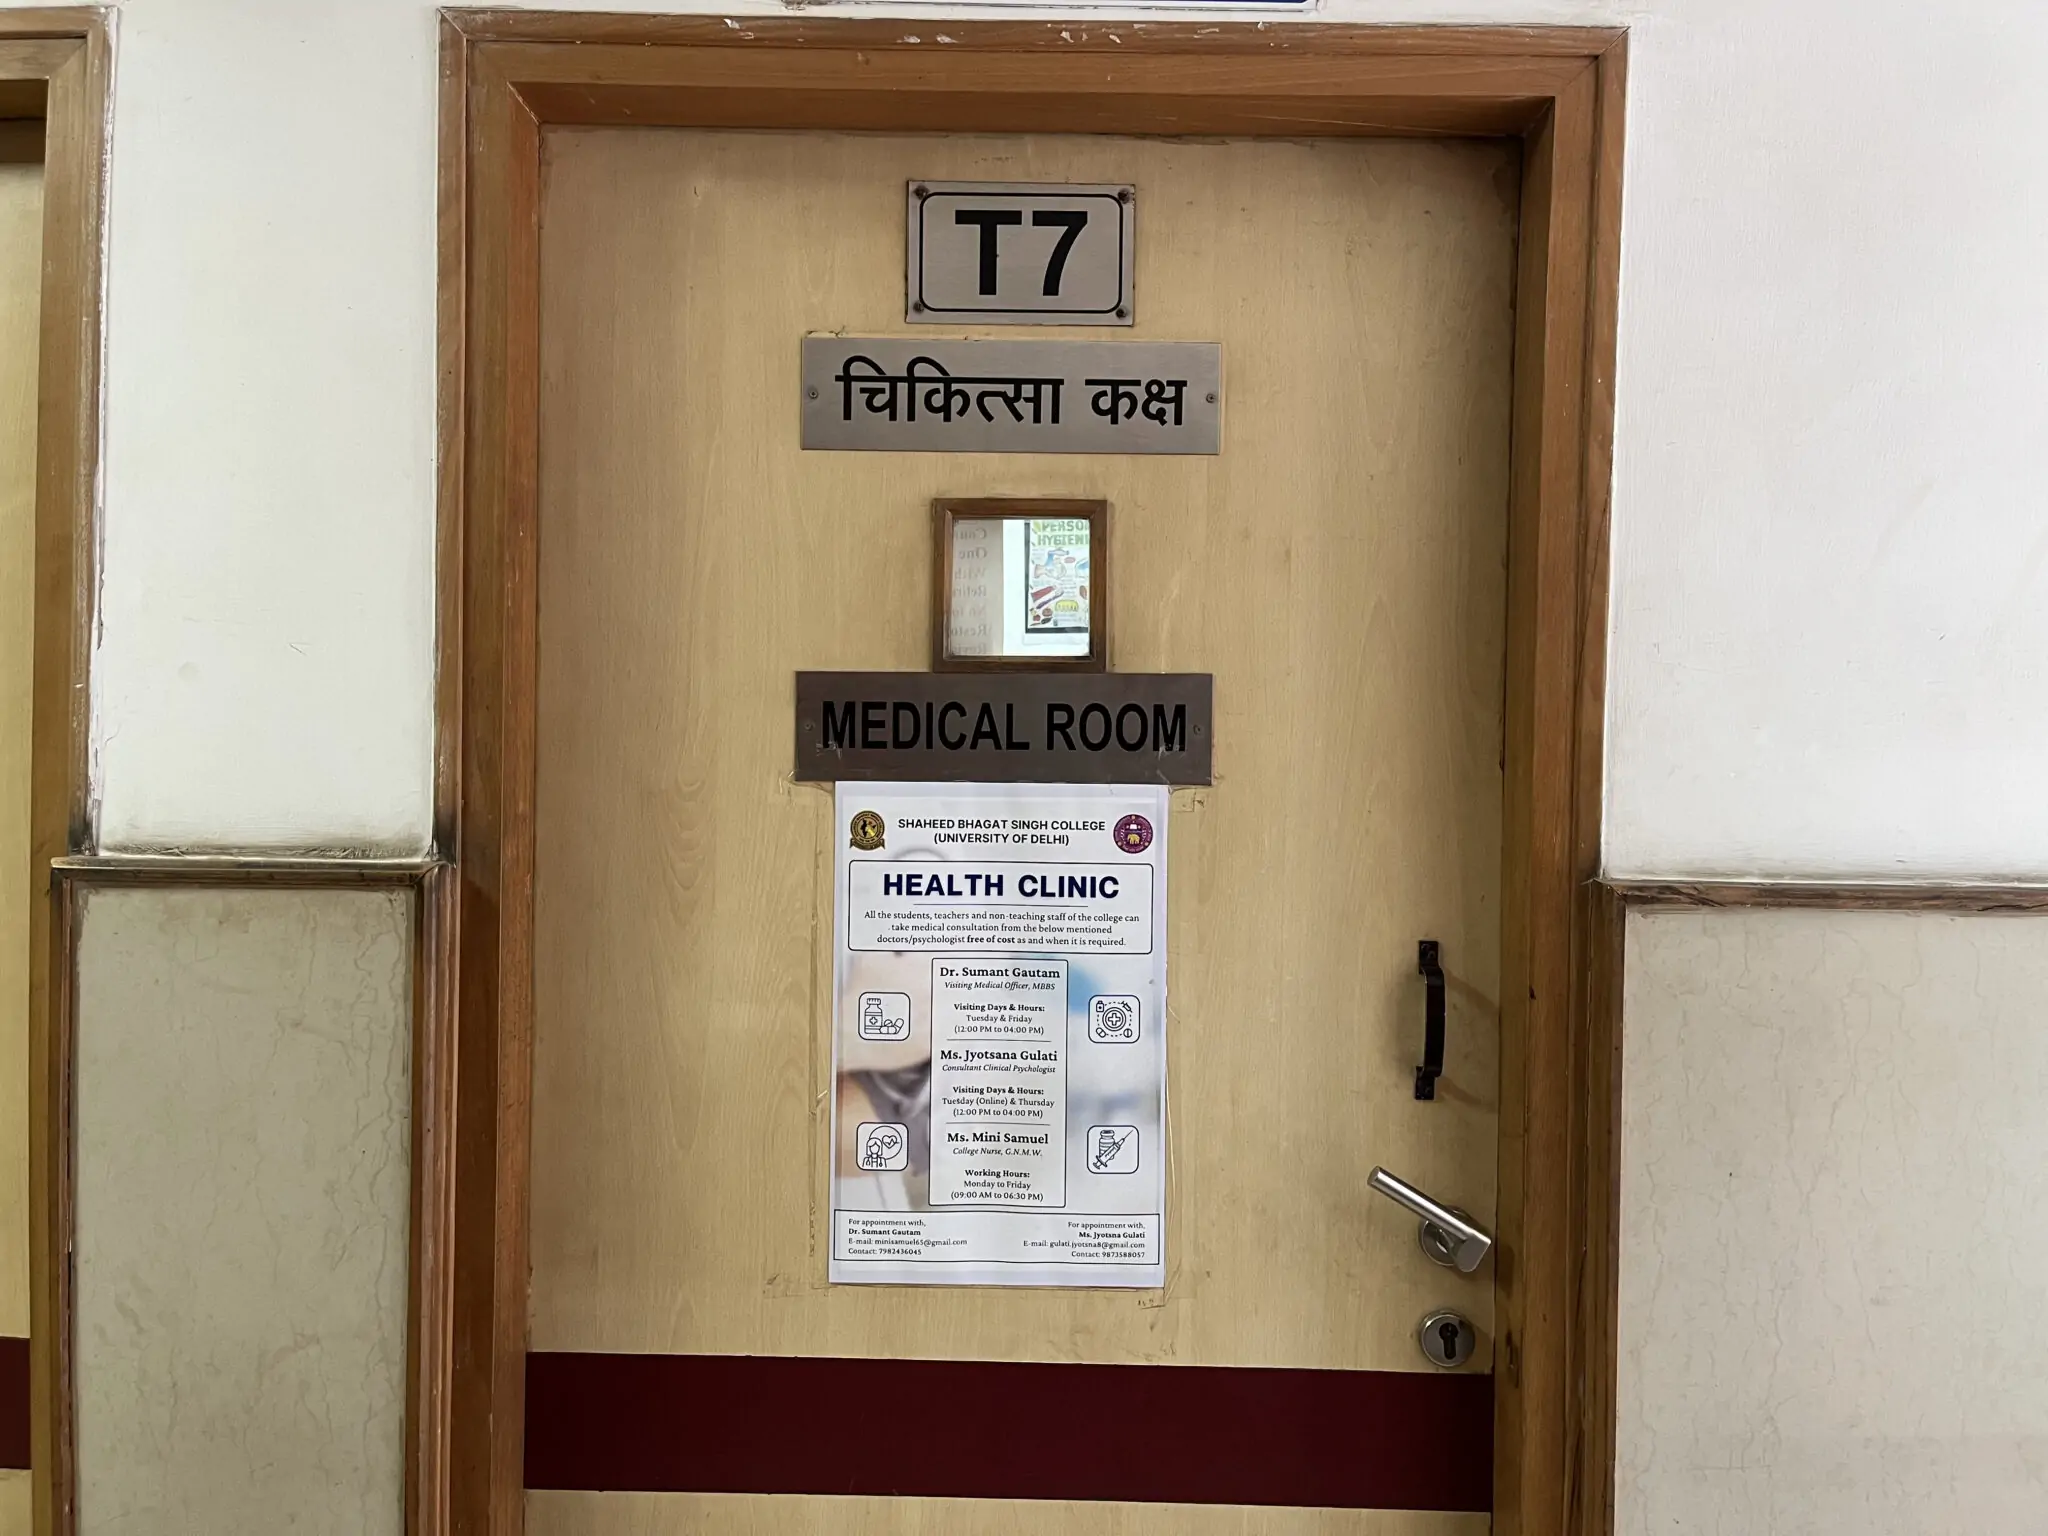 T7
चिकित्सा कक्ष
HYGIEN
One
With
MEDICAL ROOM
SHAHEED BHAGAT SINGH COLLEGE
(UNIVERSITY OF DELHI)
HEALTH CLINIC
All the students, teachers and non-teaching staff of the college can
take medical consultation from the below mentioned
doctors/psychologist free of cost as and when it is required.
Dr. Sumant Gautam
Visiting Medical Officer, MBBS
Visiting Days & Hours:
Tuesday & Friday
(12:00 PM to 04:00 PM)
Ms. Jyotsana Gulati
Consultant Clinical Psychologist
Visiting Days & Hours:
Tuesday (Online) & Thursday
(12:00 PM to 04:00 PM)
Ms. Mini Samuel
College Nurse, G.N.M.W.
Working Hours:
Monday to Friday
(09:00 AM to 06:30 PM)
For appointment with,
Dr. Sumant Gautam
E-mail: minisamuel65@gmail.com
Contact: 7982436045
For appointment with,
Ms. Jyotsna Gulati
E-mail: gulati.jyotsna8@gmail.com
Contact: 9873588057